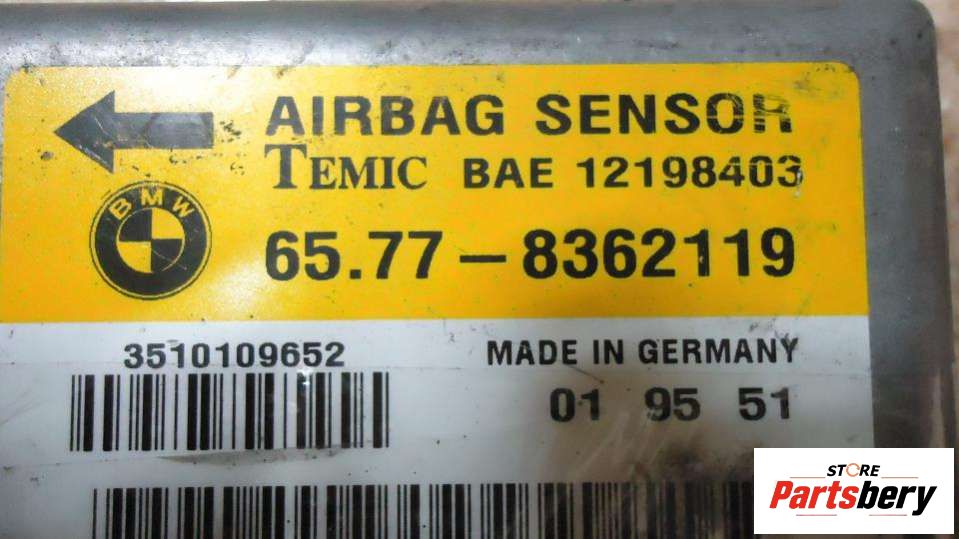 AIRBAG SENSOR
TEMIC BAE 12198403
BMW
65.77-8362119
3510109652
MADE IN GERMANY
01 95 51
STORE
Partsbery